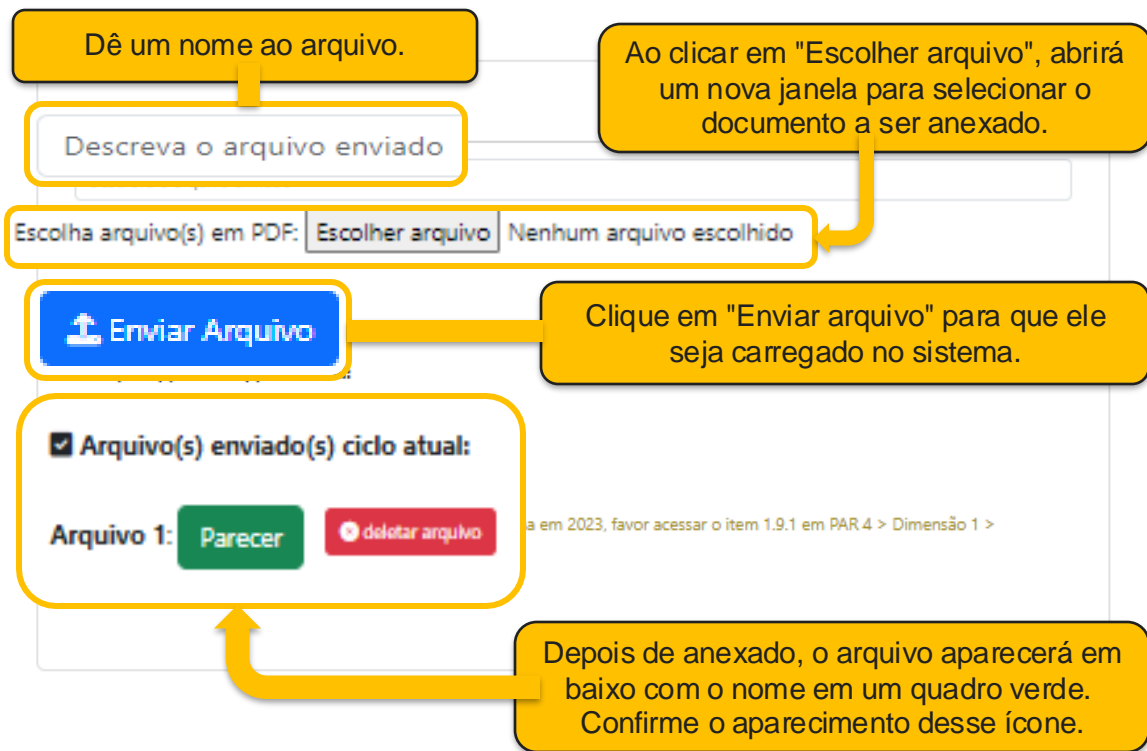 Dê um nome ao arquivo.
Ao clicar em "Escolher arquivo", abrirá
um nova janela para selecionar o
documento a ser anexado.
Descreva o arquivo enviado
Escolha arquivo(s) em PDF: Escolher arquivo Nenhum arquivo escolhido
Enviar Arquivo
Clique em "Enviar arquivo" para que ele
seja carregado no sistema.
Arquivo(s) enviado(s) ciclo atual:
Arquivo 1: Parecer deletar arquivo
a em 2023, favor acessar o item 1.9.1 em PAR 4 > Dimensão 1 >
Depois de anexado, o arquivo aparecerá em
baixo com o nome em um quadro verde.
Confirme o aparecimento desse ícone.